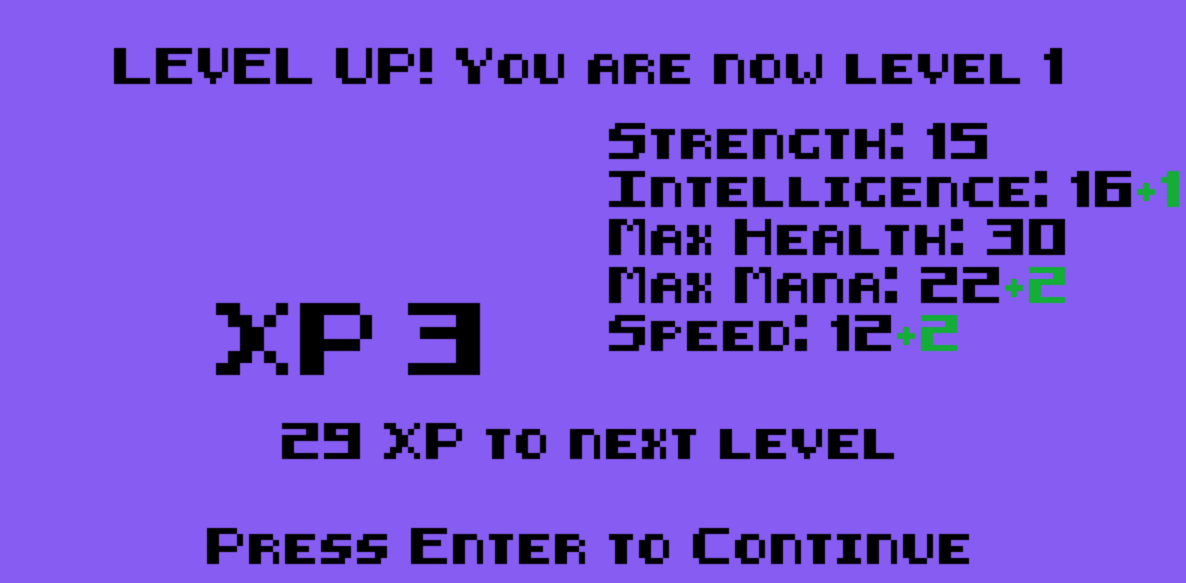 LEVEL UP! You are now level 1
Strength: 15
Intelligence: 16+1
Max Health: 30
Max Mana: 22+2
Speed: 12+2
XP 3
29 XP to next level
Press Enter to Continue